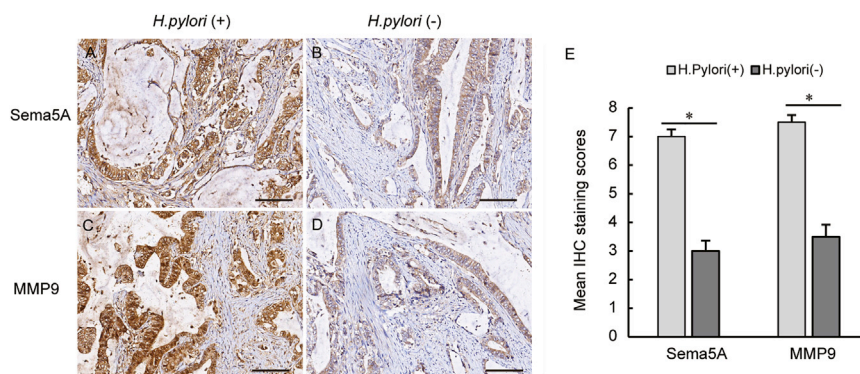 H.pylori (+)
H.pylori (-)
A
B
Sema5A
C
D
MMP9
E
H.Pylori(+) H.pylori(-)
Mean IHC staining scores
8
7
6
5
4
3
2
1
0
*
*
Sema5A
MMP9